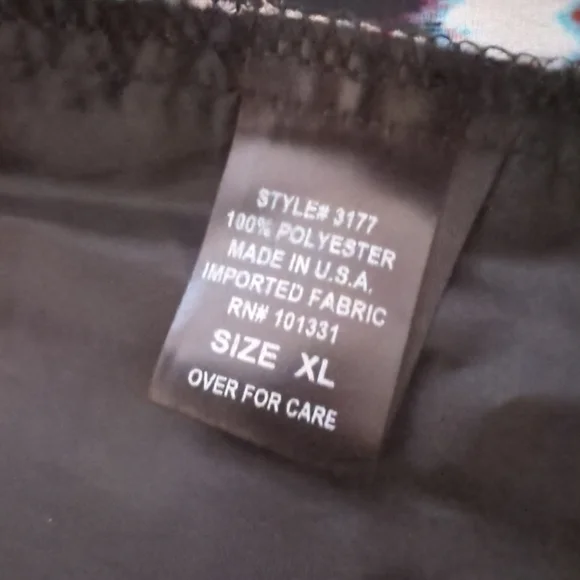 STYLE# 3177
100% POLYESTER
MADE IN U.S.A.
IMPORTED FABRIC
RN# 101331
SIZE XL
OVER FOR CARE